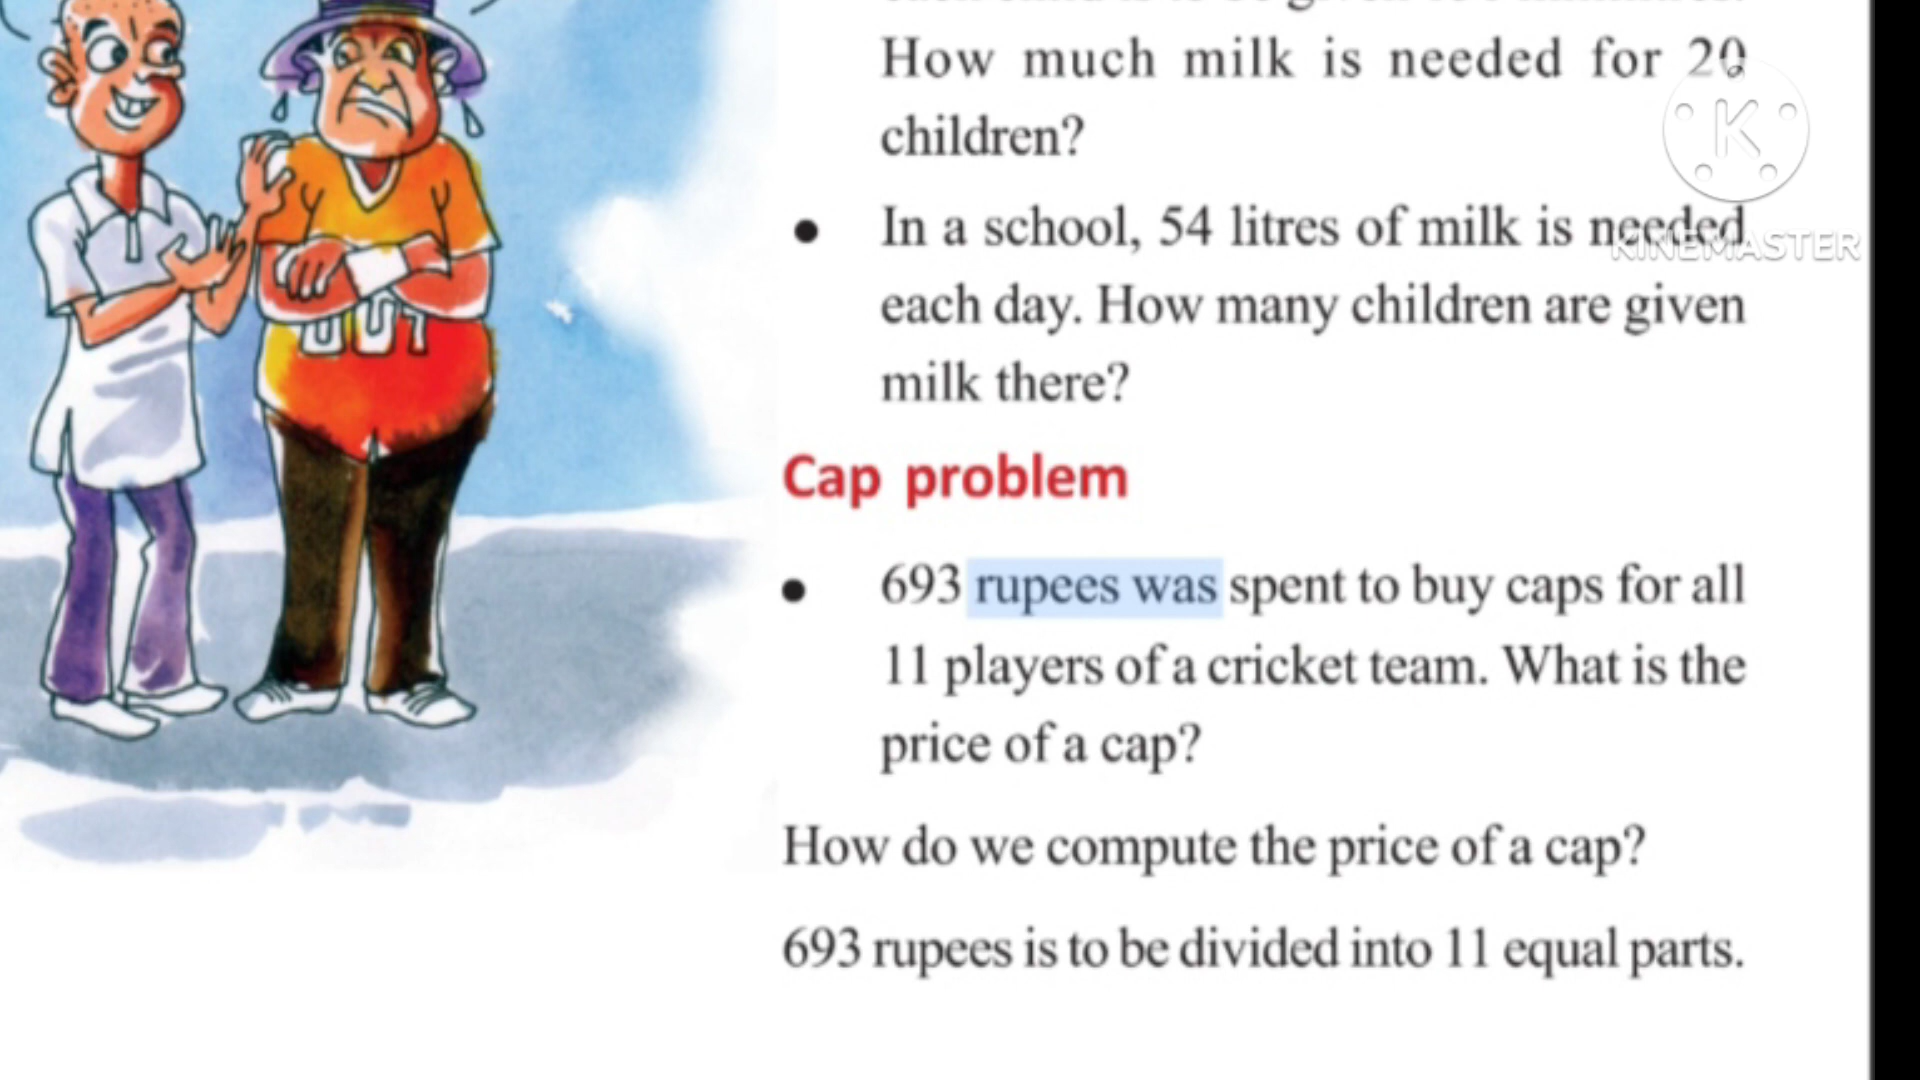 How much milk is needed for 20
children?
● In a school, 54 litres of milk is needed
each day. How many children are given
milk there?
Cap problem
● 693 rupees was spent to buy caps for all
11 players of a cricket team. What is the
price of a cap?
How do we compute the price of a cap?
693 rupees is to be divided into 11 equal parts.
K
KINEMASTER